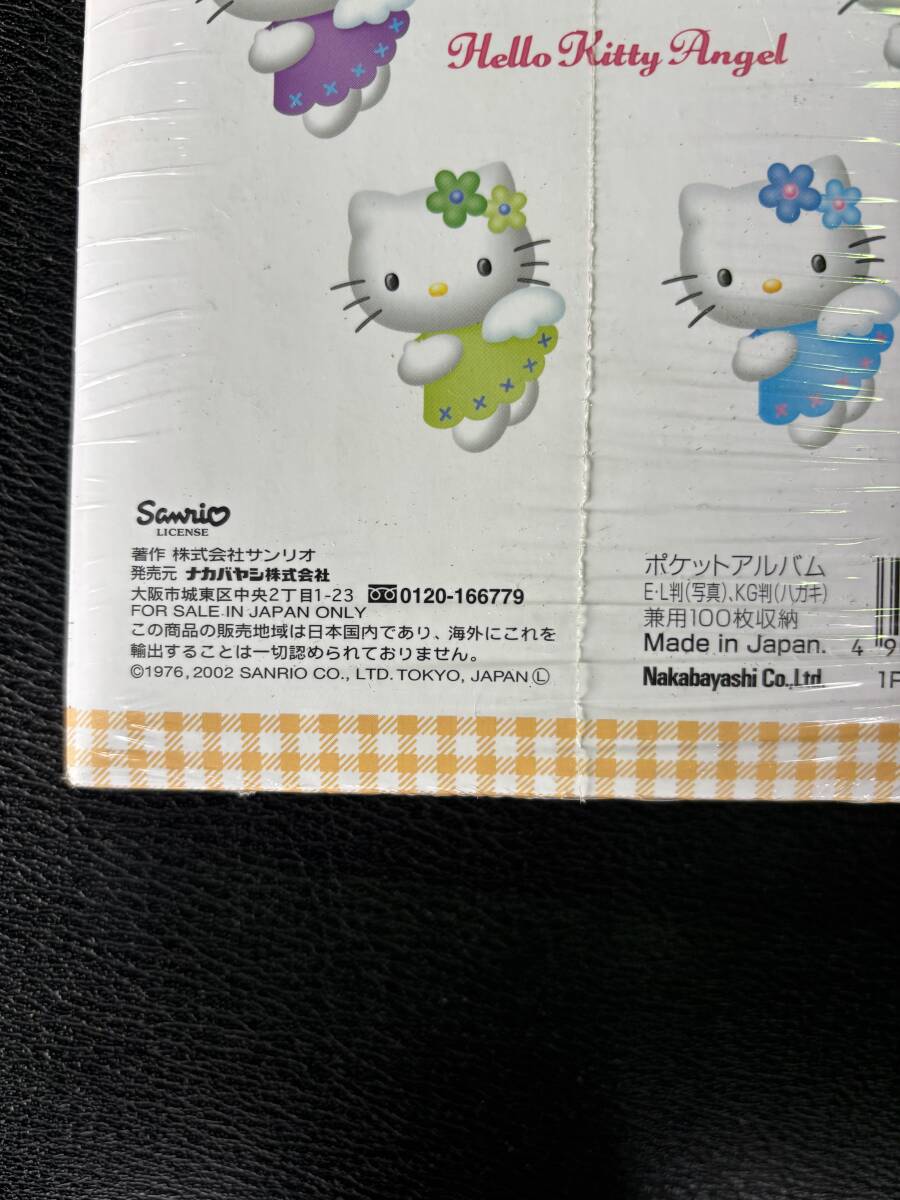 Hello Kitty Angel
Sanrio
LICENSE
著作 株式会社サンリオ
発売元 ナカバヤシ株式会社
大阪市城東区中央2丁目1-23 0120-166779
FOR SALE IN JAPAN ONLY
この商品の販売地域は日本国内であり、海外にこれを
輸出することは一切認められておりません。
©1976, 2002 SANRIO CO., LTD. TOKYO, JAPAN Ⓛ
ポケットアルバム
E・L判(写真)、KG判(ハガキ)
兼用100枚収納
Made in Japan.
Nakabayashi Co., Ltd.
4 9